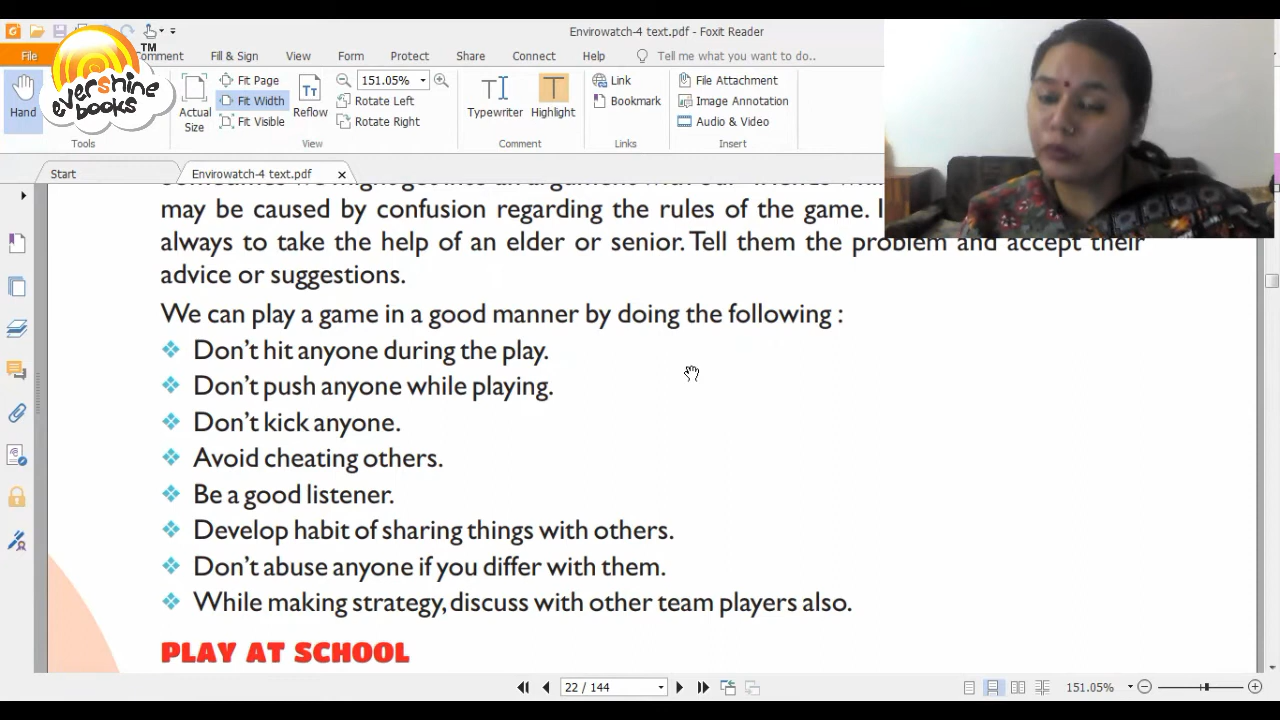 Envirowatch-4 text.pdf - Foxit Reader
File
Comment
Fill & Sign
View
Form
Protect
Share
Connect
Help
Tell me what you want to do..
TM
evershine
books
Hand
Actual
Size
Fit Page
Fit Width
Fit Visible
Reflow
151.05%
Rotate Left
Rotate Right
Typewriter
Highlight
Link
Bookmark
File Attachment
Image Annotation
Audio & Video
Tools
View
Comment
Links
Insert
Start
Envirowatch-4 text.pdf
may be caused by confusion regarding the rules of the game.
always to take the help of an elder or senior. Tell them the problem and accept their
advice or suggestions.
We can play a game in a good manner by doing the following :
Don't hit anyone during the play.
Don't push anyone while playing.
Don't kick anyone.
Avoid cheating others.
Be a good listener.
Develop habit of sharing things with others.
Don't abuse anyone if you differ with them.
While making strategy, discuss with other team players also.
PLAY AT SCHOOL
22 / 144
151.05%